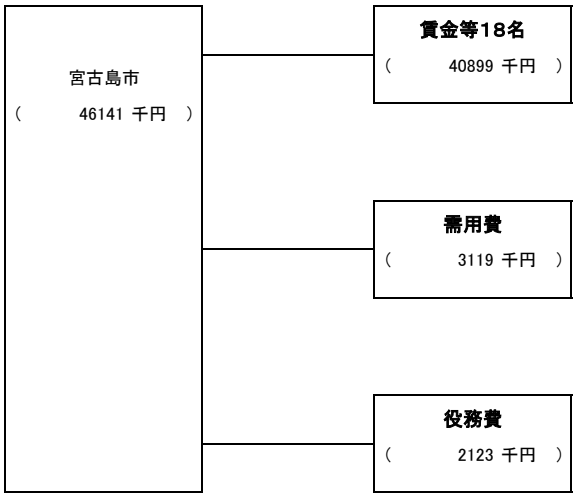 宮古島市
（　　46141 千円　）
賃金等18名
（　　40899 千円　）
需用費
（　　3119 千円　）
役務費
（　　2123 千円　）